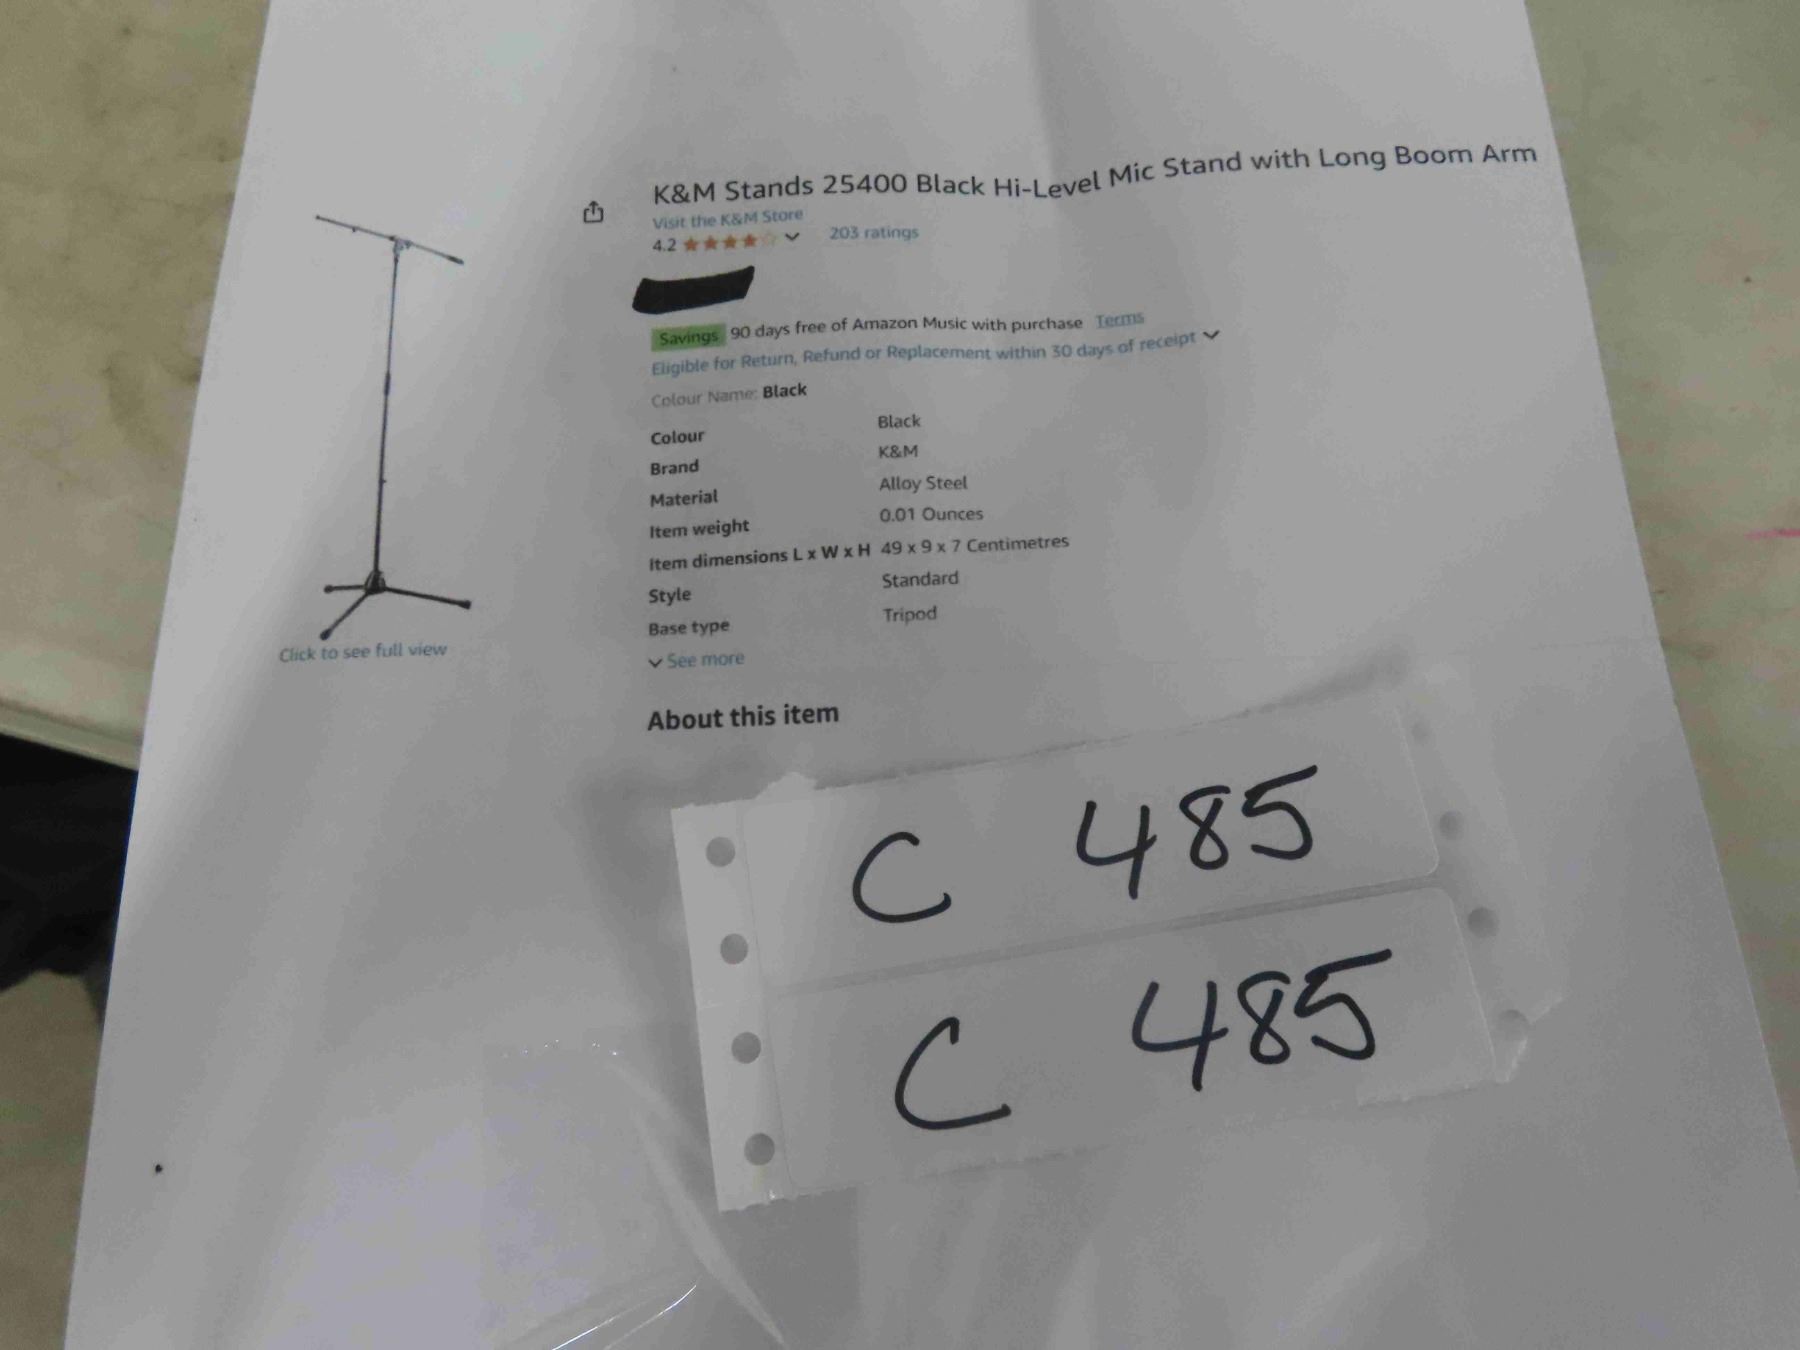 K&M Stands 25400 Black Hi-Level Mic Stand with Long Boom Arm
Visit the K&M Store
4.2 203 ratings
Savings 90 days free of Amazon Music with purchase Terms
Eligible for Return, Refund or Replacement within 30 days of receipt
Colour Name: Black
Colour Black
Brand K&M
Material Alloy Steel
Item weight 0.01 Ounces
Item dimensions L x W x H 49 x 9 x 7 Centimetres
Style Standard
Base type Tripod
See more
Click to see full view
About this item
C 485
C 485